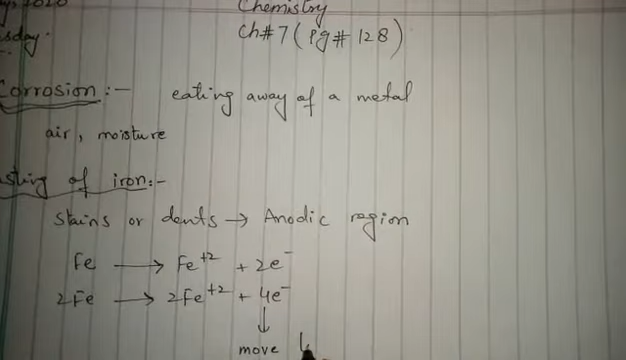 Chemistry
Ch#7 (Pg# 128)
Corrosion:- eating away of a metal
air, moisture
of iron:-
Stains or dents → Anodic region
Fe → Fe+2 + 2e-
2Fe → 2Fe+2 + 4e-
↓
move